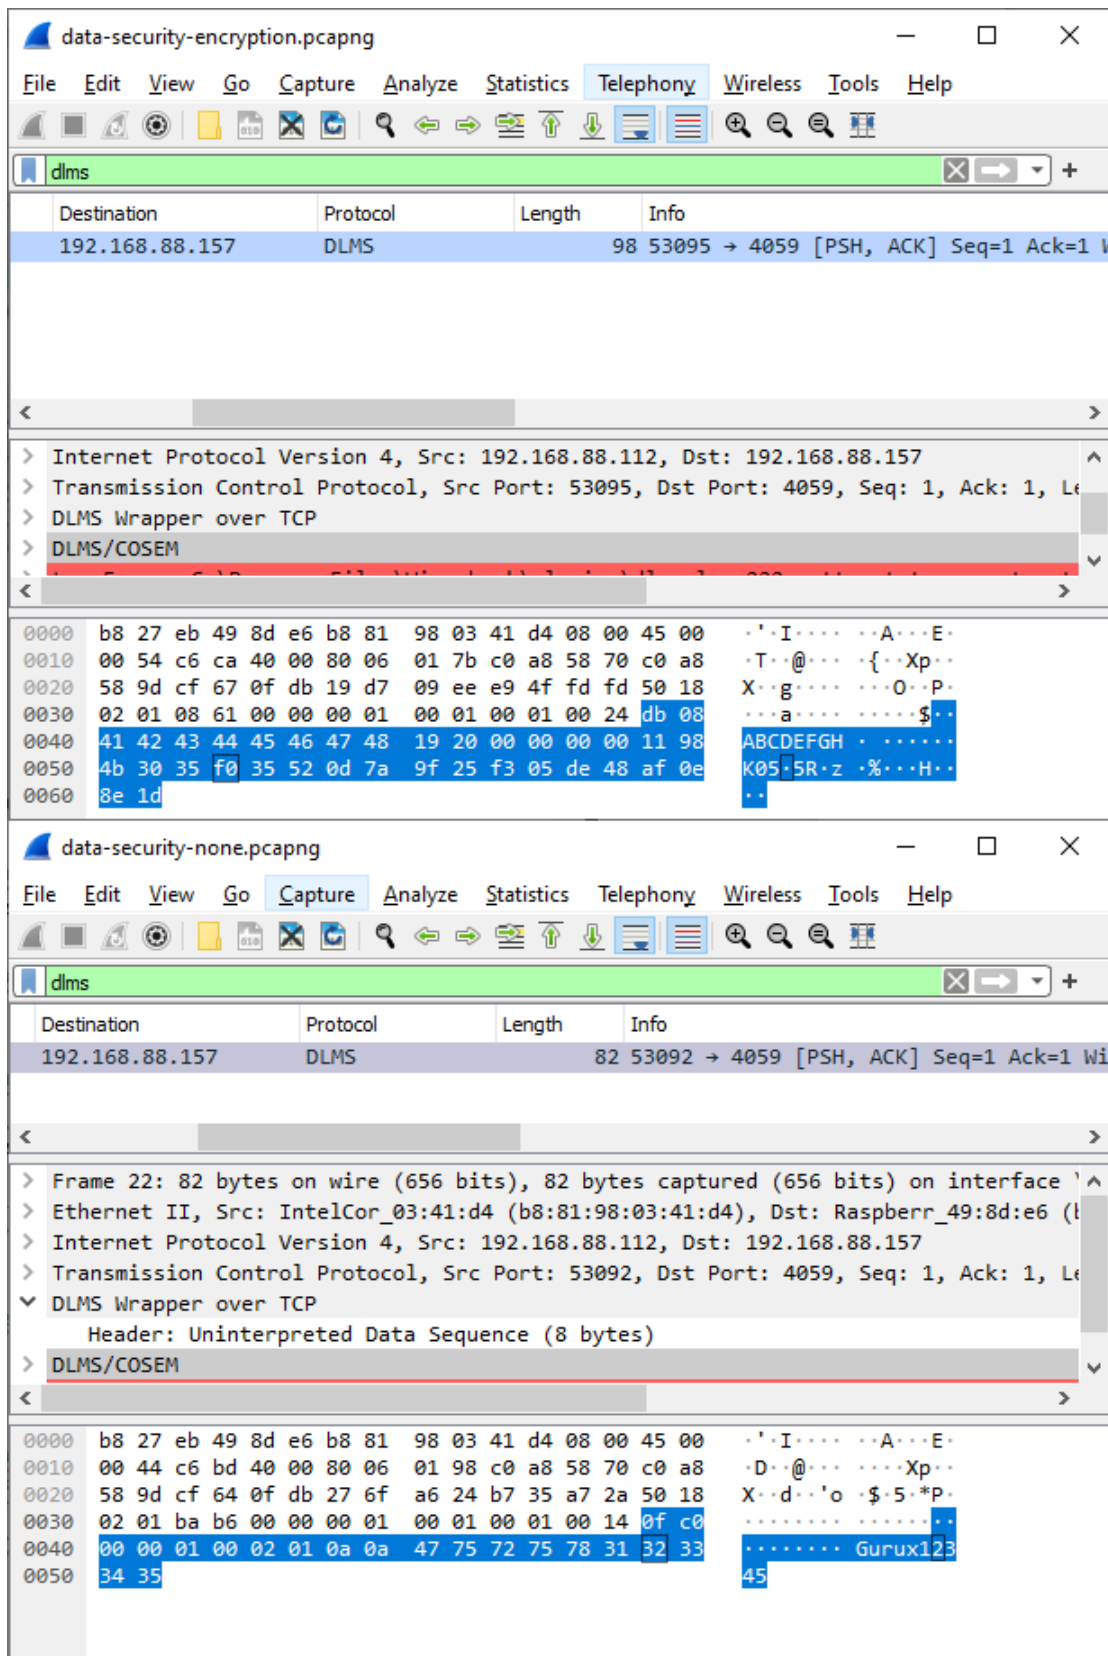 data-security-encryption.pcapng
File Edit View Go Capture Analyze Statistics Telephony Wireless Tools Help
dlms
Destination Protocol Length Info
192.168.88.157 DLMS 98 53095 → 4059 [PSH, ACK] Seq=1 Ack=1 W
Internet Protocol Version 4, Src: 192.168.88.112, Dst: 192.168.88.157
Transmission Control Protocol, Src Port: 53095, Dst Port: 4059, Seq: 1, Ack: 1, Le
DLMS Wrapper over TCP
DLMS/COSEM
0000 b8 27 eb 49 8d e6 b8 81 98 03 41 d4 08 00 45 00 ·'·I···· ··A···E·
0010 00 54 c6 ca 40 00 80 06 01 7b c0 a8 58 70 c0 a8 ·T··@··· ·{··Xp··
0020 58 9d cf 67 0f db 19 d7 09 ee e9 4f fd fd 50 18 X··g···· ···O··P·
0030 02 01 08 61 00 00 00 01 00 01 00 01 00 24 db 08 ···a···· ·····$··
0040 41 42 43 44 45 46 47 48 19 20 00 00 00 00 11 98 ABCDEFGH · ······
0050 4b 30 35 f0 35 52 0d 7a 9f 25 f3 05 de 48 af 0e K05·5R·z ·%···H··
0060 8e 1d ··
data-security-none.pcapng
File Edit View Go Capture Analyze Statistics Telephony Wireless Tools Help
dlms
Destination Protocol Length Info
192.168.88.157 DLMS 82 53092 → 4059 [PSH, ACK] Seq=1 Ack=1 Wi
Frame 22: 82 bytes on wire (656 bits), 82 bytes captured (656 bits) on interface \
Ethernet II, Src: IntelCor_03:41:d4 (b8:81:98:03:41:d4), Dst: Raspberr_49:8d:e6 (b
Internet Protocol Version 4, Src: 192.168.88.112, Dst: 192.168.88.157
Transmission Control Protocol, Src Port: 53092, Dst Port: 4059, Seq: 1, Ack: 1, Le
DLMS Wrapper over TCP
Header: Uninterpreted Data Sequence (8 bytes)
DLMS/COSEM
0000 b8 27 eb 49 8d e6 b8 81 98 03 41 d4 08 00 45 00 ·'·I···· ··A···E·
0010 00 44 c6 bd 40 00 80 06 01 98 c0 a8 58 70 c0 a8 ·D··@··· ····Xp··
0020 58 9d cf 64 0f db 27 6f a6 24 b7 35 a7 2a 50 18 X··d··'o ·$·5·*P·
0030 02 01 ba b6 00 00 00 01 00 01 00 01 00 14 0f c0 ········ ········
0040 00 00 01 00 02 01 0a 0a 47 75 72 75 78 31 32 33 ········ Gurux123
0050 34 35 45